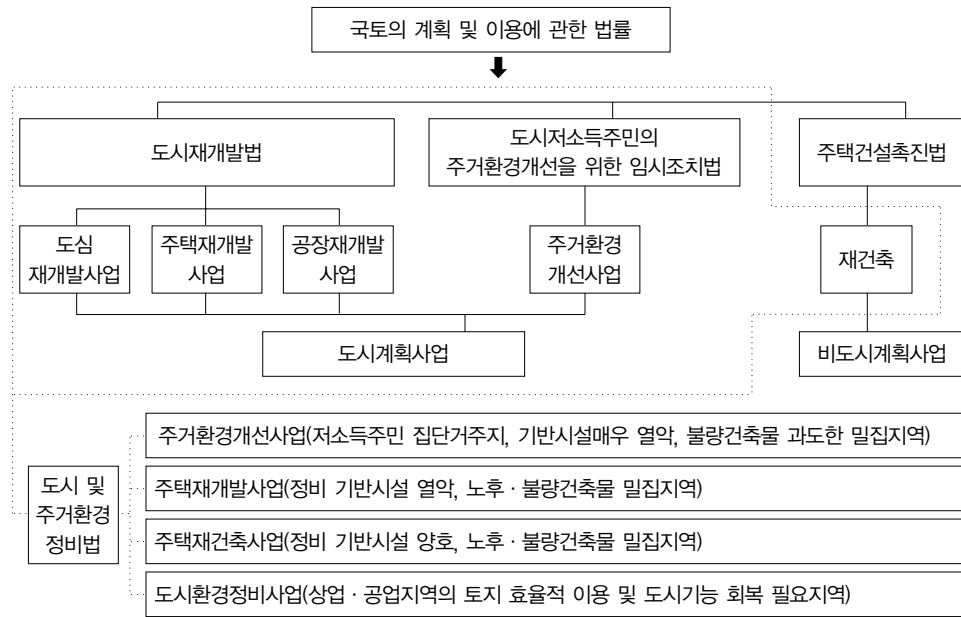 국토의 계획 및 이용에 관한 법률
도시재개발법
도시저소득주민의
주거환경개선을 위한 임시조치법
주택건설촉진법
도심
재개발사업
주택재개발
사업
공장재개발
사업
주거환경
개선사업
재건축
도시계획사업
비도시계획사업
도시 및
주거환경
정비법
주거환경개선사업(저소득주민 집단거주지, 기반시설매우 열악, 불량건축물 과도한 밀집지역)
주택재개발사업(정비 기반시설 열악, 노후·불량건축물 밀집지역)
주택재건축사업(정비 기반시설 양호, 노후·불량건축물 밀집지역)
도시환경정비사업(상업·공업지역의 토지 효율적 이용 및 도시기능 회복 필요지역)